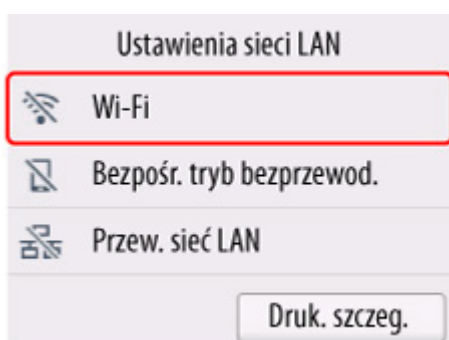 Ustawienia sieci LAN
Wi-Fi
Bezpośr. tryb bezprzewod.
Przew. sieć LAN
Druk. szczeg.